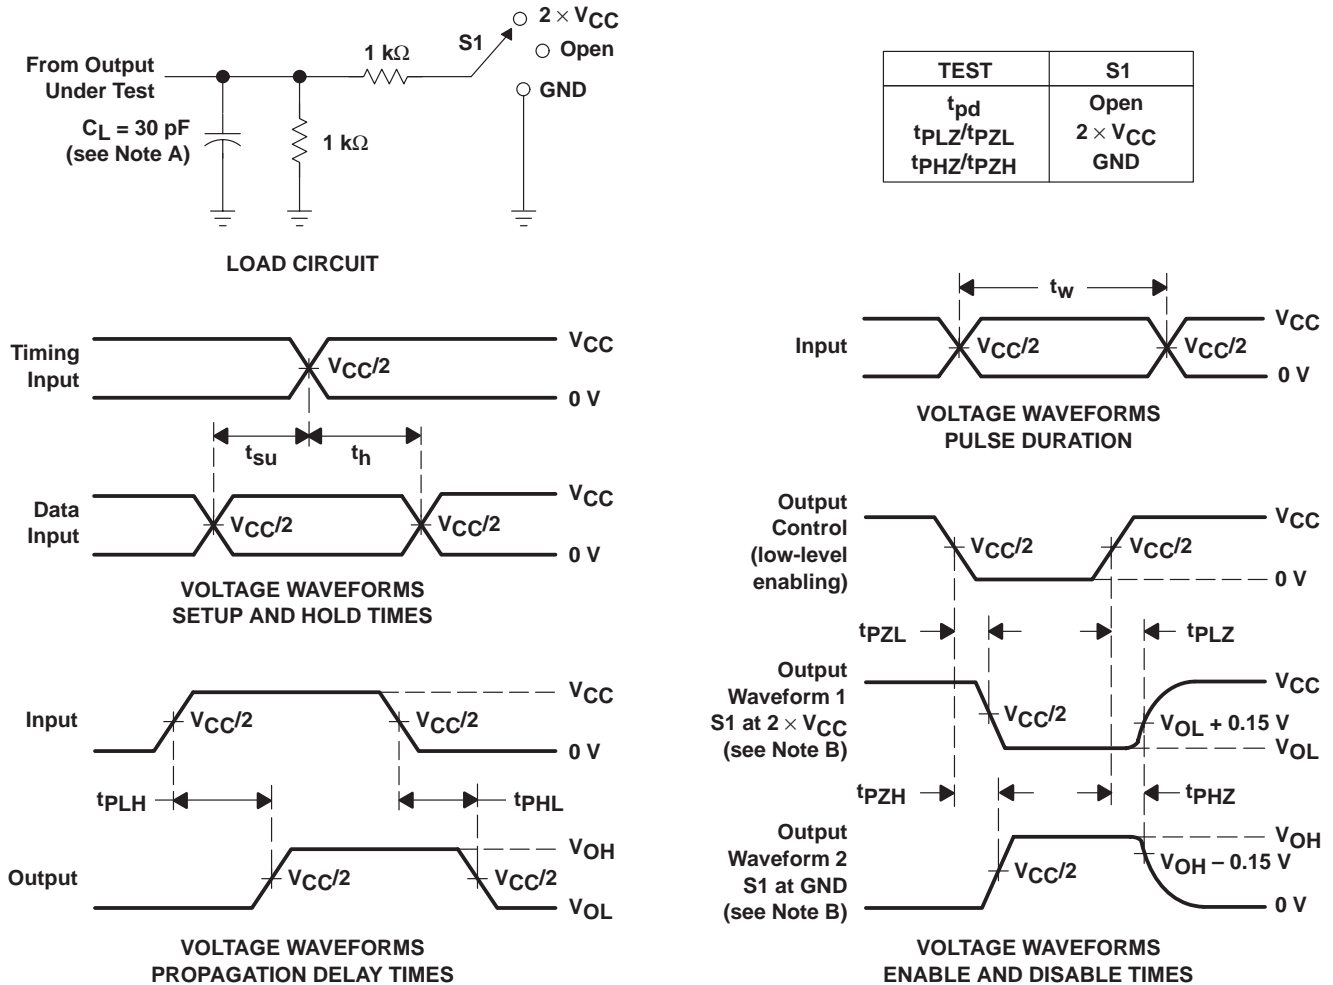 2 × VCC
S1
Open
GND
1 kΩ
From Output
Under Test
CL = 30 pF
(see Note A)
1 kΩ
LOAD CIRCUIT
TEST S1
tpd Open
tPLZ/tPZL 2 × VCC
tPHZ/tPZH GND
Timing
Input
VCC/2
VCC
0 V
tsu
th
Data
Input
VCC/2
VCC/2
VCC
0 V
VOLTAGE WAVEFORMS
SETUP AND HOLD TIMES
tw
Input
VCC/2
VCC/2
VCC
0 V
VOLTAGE WAVEFORMS
PULSE DURATION
Input
VCC/2
VCC/2
VCC
0 V
tPLH
tPHL
Output
VCC/2
VCC/2
VOH
VOL
VOLTAGE WAVEFORMS
PROPAGATION DELAY TIMES
Output
Control
(low-level
enabling)
VCC/2
VCC/2
VCC
0 V
tPZL
tPLZ
Output
Waveform 1
S1 at 2 × VCC
(see Note B)
VCC/2
VCC
VOL + 0.15 V
VOL
tPZH
tPHZ
Output
Waveform 2
S1 at GND
(see Note B)
VCC/2
VOH
VOH − 0.15 V
0 V
VOLTAGE WAVEFORMS
ENABLE AND DISABLE TIMES